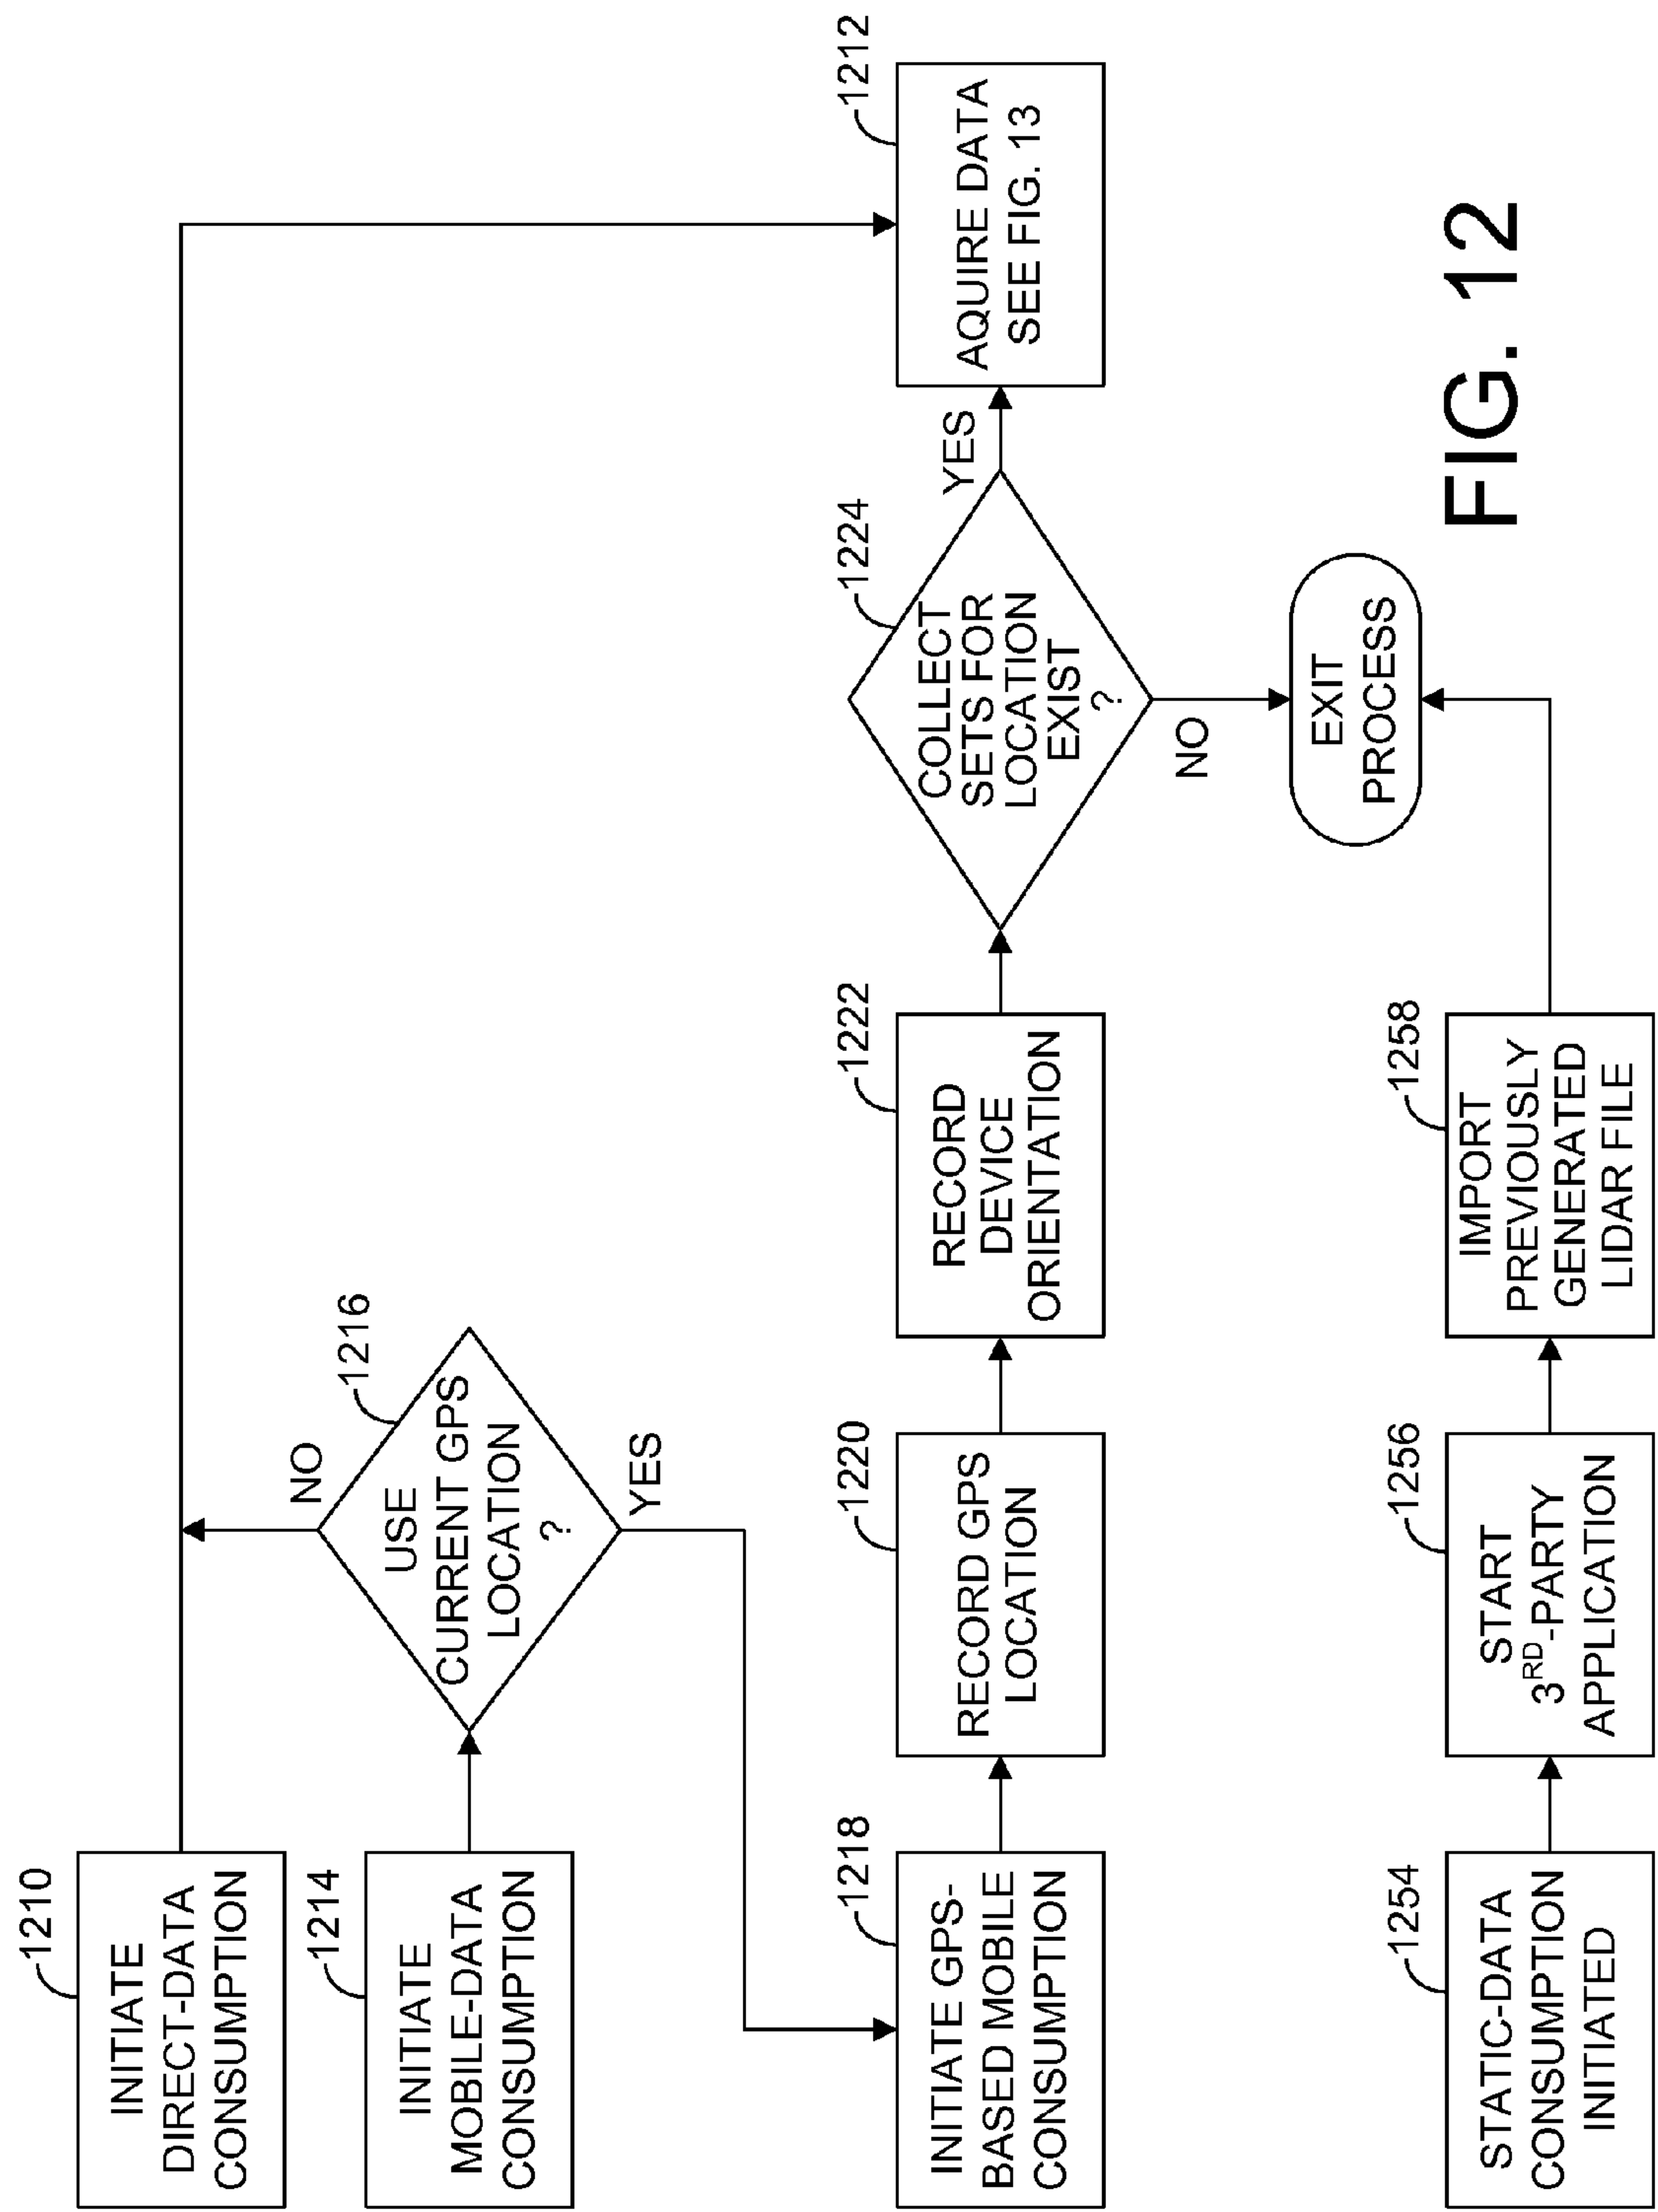 1210
INITIATE
DIRECT-DATA
CONSUMPTION
1214
INITIATE
MOBILE-DATA
CONSUMPTION
1216
USE
CURRENT GPS
LOCATION
?
NO
YES
1218
INITIATE GPS-
BASED MOBILE
CONSUMPTION
1220
RECORD GPS
LOCATION
1222
RECORD
DEVICE
ORIENTATION
1224
COLLECT
SETS FOR
LOCATION
EXIST
?
YES
NO
1212
AQUIRE DATA
SEE FIG. 13
EXIT
PROCESS
1254
STATIC-DATA
CONSUMPTION
INITIATED
1256
START
3RD-PARTY
APPLICATION
1258
IMPORT
PREVIOUSLY
GENERATED
LIDAR FILE
FIG. 12